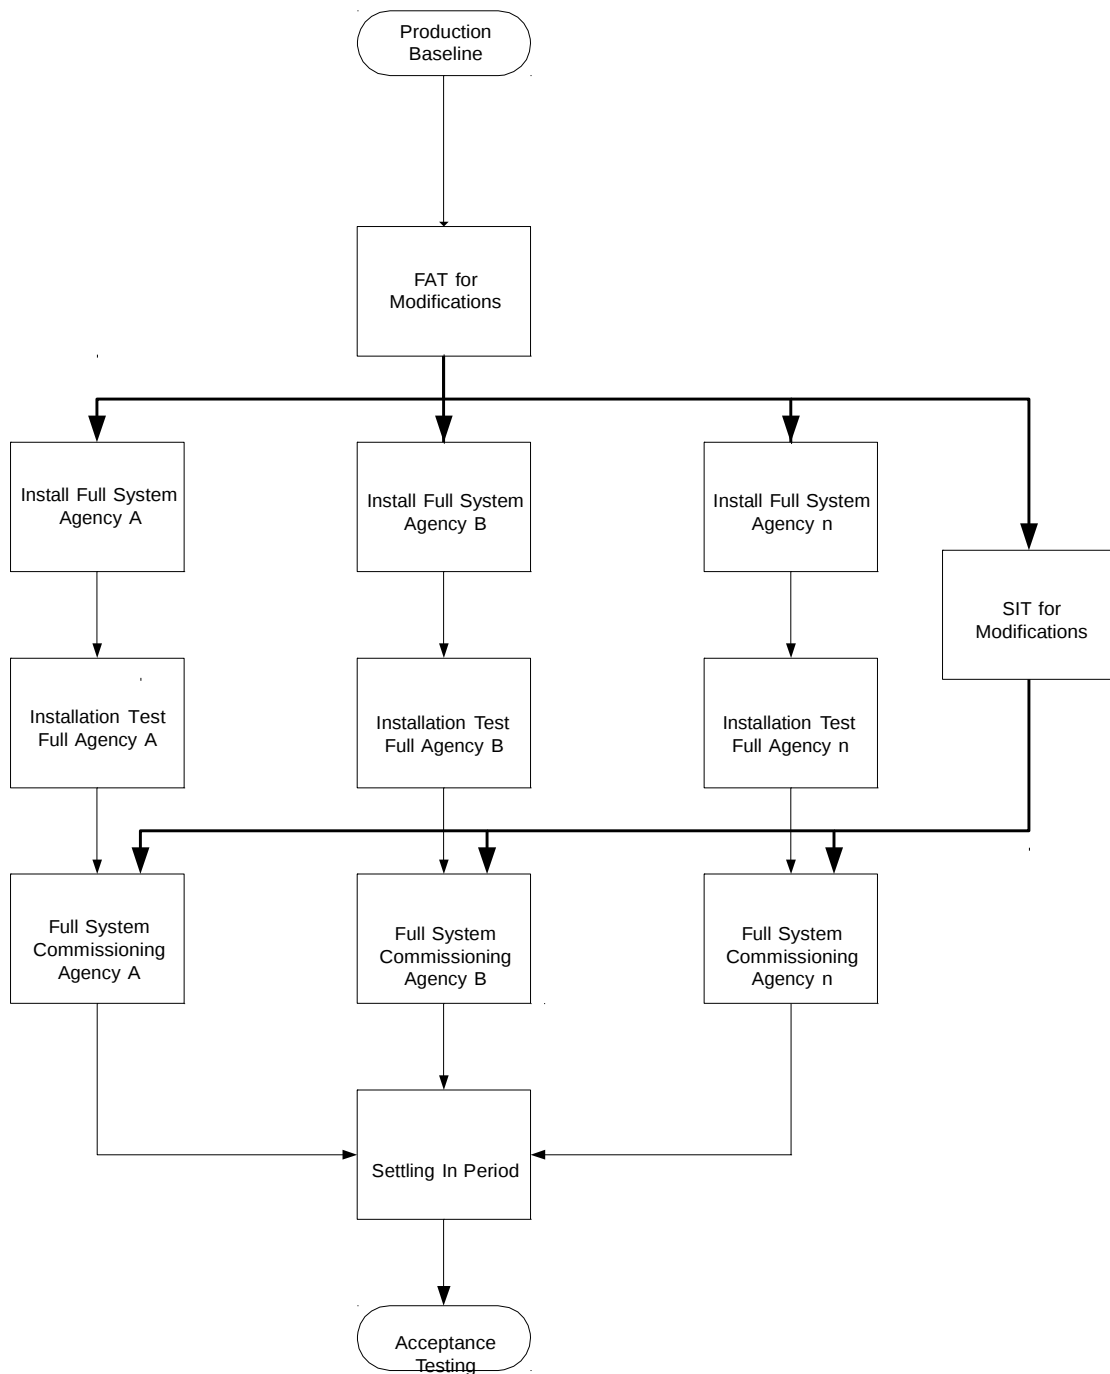 Production
Baseline
FAT for
Modifications
Install Full System
Agency A
Install Full System
Agency B
Install Full System
Agency n
SIT for
Modifications
Installation Test
Full Agency A
Installation Test
Full Agency B
Installation Test
Full Agency n
Full System
Commissioning
Agency A
Full System
Commissioning
Agency B
Full System
Commissioning
Agency n
Settling In Period
Acceptance
Testing